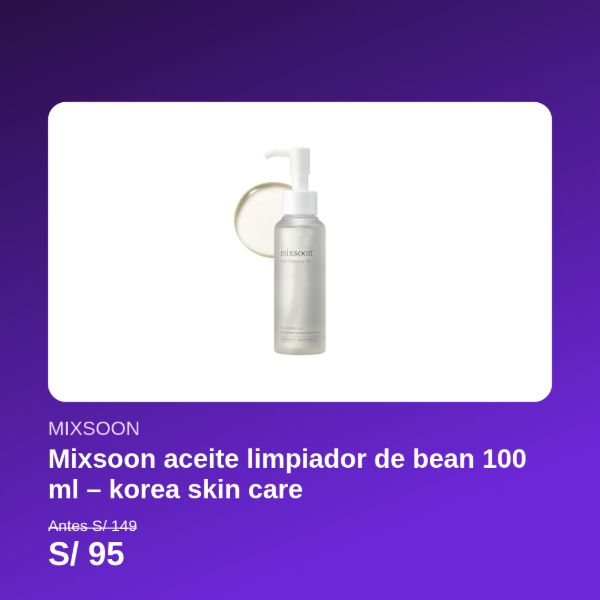 mixsoon
MIXSOON
Mixsoon aceite limpiador de bean 100
ml – korea skin care
Antes S/ 149
S/ 95